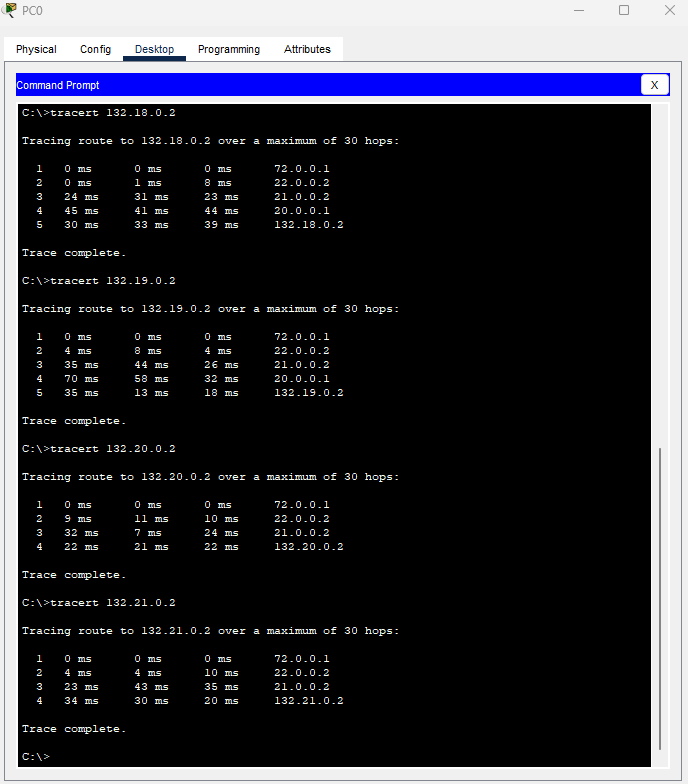 PC0
Physical Config Desktop Programming Attributes
Command Prompt X
C:\>tracert 132.18.0.2
Tracing route to 132.18.0.2 over a maximum of 30 hops:
1 0 ms 0 ms 0 ms 72.0.0.1
2 0 ms 1 ms 8 ms 22.0.0.2
3 24 ms 31 ms 23 ms 21.0.0.2
4 45 ms 41 ms 44 ms 20.0.0.1
5 30 ms 33 ms 39 ms 132.18.0.2
Trace complete.
C:\>tracert 132.19.0.2
Tracing route to 132.19.0.2 over a maximum of 30 hops:
1 0 ms 0 ms 0 ms 72.0.0.1
2 4 ms 8 ms 4 ms 22.0.0.2
3 35 ms 44 ms 26 ms 21.0.0.2
4 70 ms 58 ms 32 ms 20.0.0.1
5 35 ms 13 ms 18 ms 132.19.0.2
Trace complete.
C:\>tracert 132.20.0.2
Tracing route to 132.20.0.2 over a maximum of 30 hops:
1 0 ms 0 ms 0 ms 72.0.0.1
2 9 ms 11 ms 10 ms 22.0.0.2
3 32 ms 7 ms 24 ms 21.0.0.2
4 22 ms 21 ms 22 ms 132.20.0.2
Trace complete.
C:\>tracert 132.21.0.2
Tracing route to 132.21.0.2 over a maximum of 30 hops:
1 0 ms 0 ms 0 ms 72.0.0.1
2 4 ms 4 ms 10 ms 22.0.0.2
3 23 ms 43 ms 35 ms 21.0.0.2
4 34 ms 30 ms 20 ms 132.21.0.2
Trace complete.
C:\>